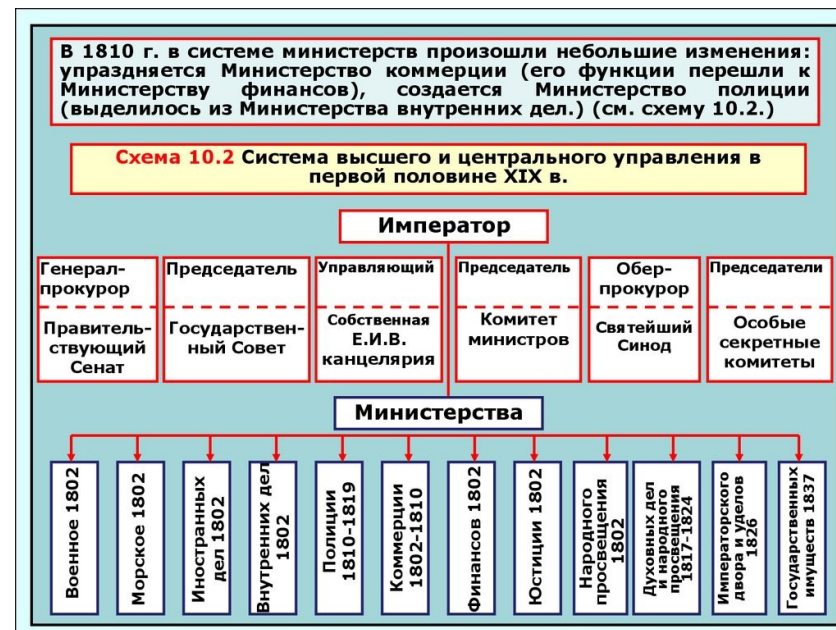 В 1810 г. в системе министерств произошли небольшие изменения:
упраздняется Министерство коммерции (его функции перешли к
Министерству финансов), создается Министерство полиции
(выделилось из Министерства внутренних дел.) (см. схему 10.2.)
Схема 10.2 Система высшего и центрального управления в
первой половине XIX в.
Император
Генерал-
прокурор
Правитель-
ствующий
Сенат
Председатель
Государствен-
ный Совет
Управляющий
Собственная
Е.И.В.
канцелярия
Председатель
Комитет
министров
Обер-
прокурор
Святейший
Синод
Председатели
Особые
секретные
комитеты
Министерства
Военное 1802
Морское 1802
Иностранных
дел 1802
Внутренних дел
1802
Полиции
1810-1819
Коммерции
1802-1810
Финансов 1802
Юстиции 1802
Народного
просвещения
1802
Духовных дел
и народного
просвещения
1817-1824
Императорского
двора и уделов
1826
Государственных
имуществ 1837